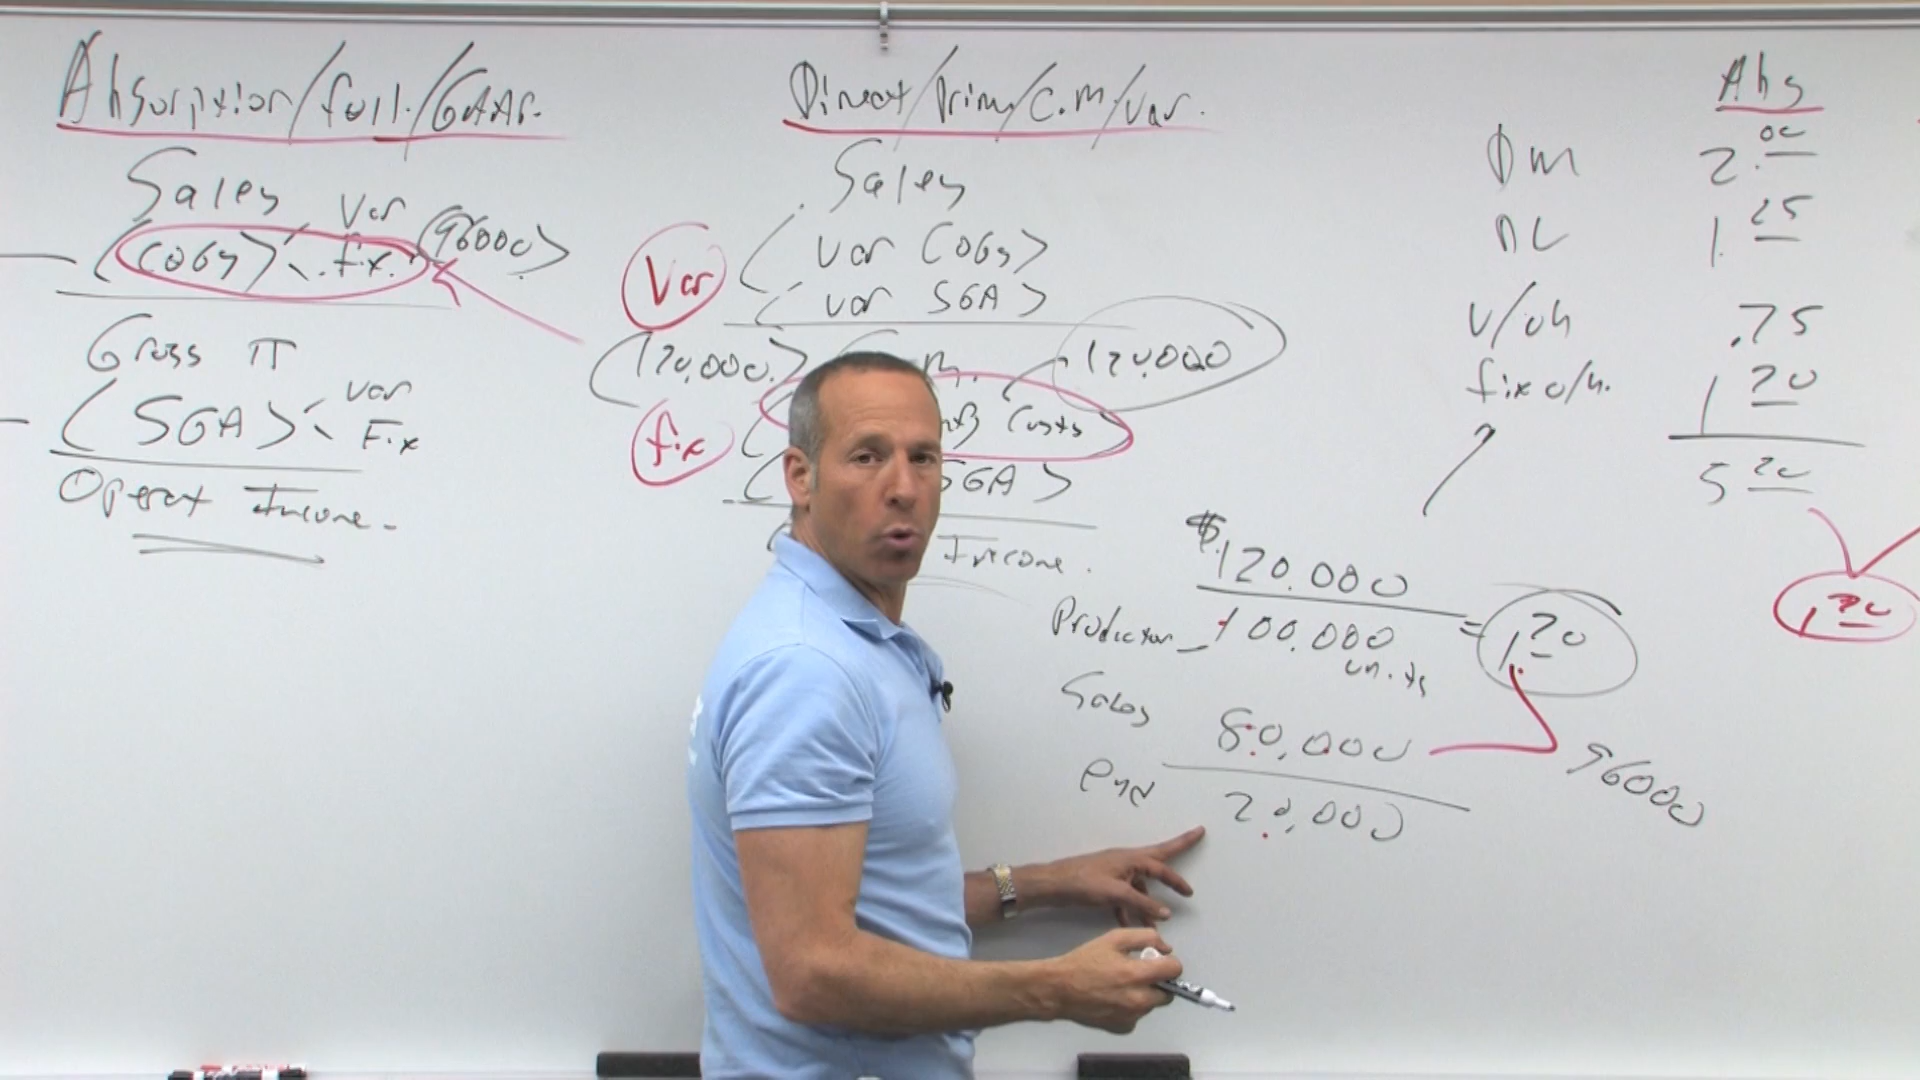 Absorption/full/GAAP.
Sales
<COGS> var
fix. <96000>
Gross π
<SGA> var
Fix
Operat Income-
Direct/Prime/C.M/Var.
Sales
Var
<var COGS>
<var SGA>
<120,000> m. 120.000
fix
Costs
SGA>
Income.
Abs
DM 2.00
DL 1.25
v/oh .75
fix o/h. 1.20
5.20
1.20
$120.000
Production 100.000 = 1.20
units
Sales 80,000
96000
end 20,000